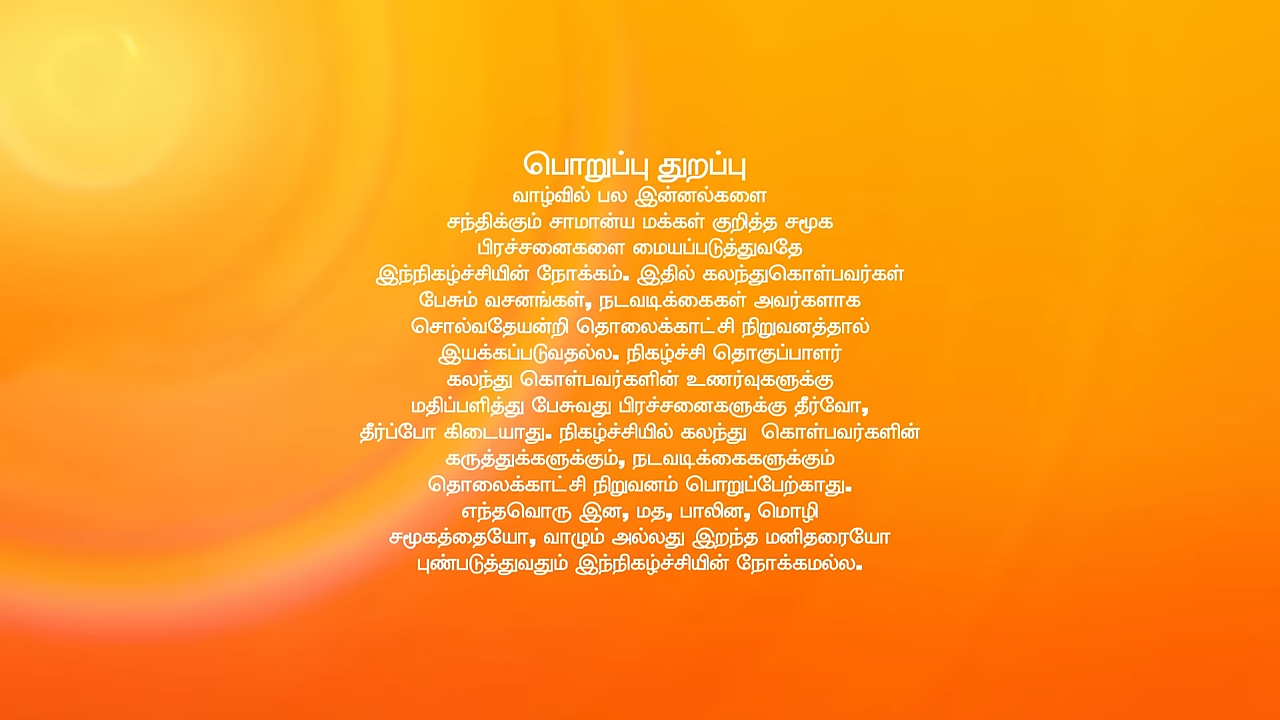 பொறுப்பு துறப்பு
வாழ்வில் பல இன்னல்களை
சந்திக்கும் சாமான்ய மக்கள் குறித்த சமூக
பிரச்சனைகளை மையப்படுத்துவதே
இந்நிகழ்ச்சியின் நோக்கம். இதில் கலந்துகொள்பவர்கள்
பேசும் வசனங்கள், நடவடிக்கைகள் அவர்களாக
சொல்வதேயன்றி தொலைக்காட்சி நிறுவனத்தால்
இயக்கப்படுவதல்ல. நிகழ்ச்சி தொகுப்பாளர்
கலந்து கொள்பவர்களின் உணர்வுகளுக்கு
மதிப்பளித்து பேசுவது பிரச்சனைகளுக்கு தீர்வோ,
தீர்ப்போ கிடையாது. நிகழ்ச்சியில் கலந்து  கொள்பவர்களின்
கருத்துக்களுக்கும், நடவடிக்கைகளுக்கும்
தொலைக்காட்சி நிறுவனம் பொறுப்பேற்காது.
எந்தவொரு இன, மத, பாலின, மொழி
சமூகத்தையோ, வாழும் அல்லது இறந்த மனிதரையோ
புண்படுத்துவதும் இந்நிகழ்ச்சியின் நோக்கமல்ல.